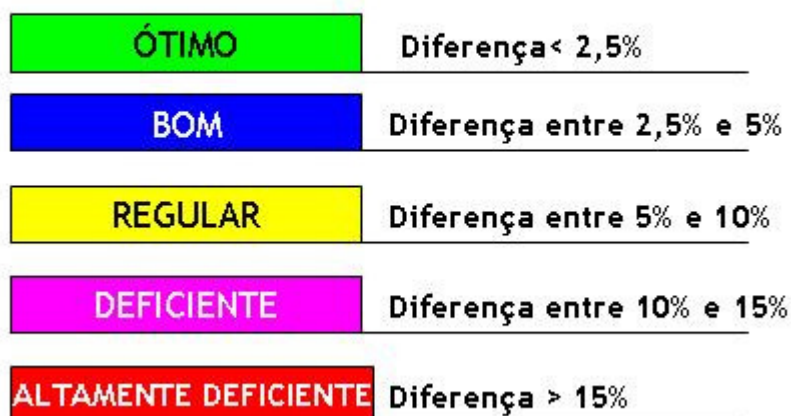 ÓTIMO Diferença< 2,5%
BOM Diferença entre 2,5% e 5%
REGULAR Diferença entre 5% e 10%
DEFICIENTE Diferença entre 10% e 15%
ALTAMENTE DEFICIENTE Diferença > 15%